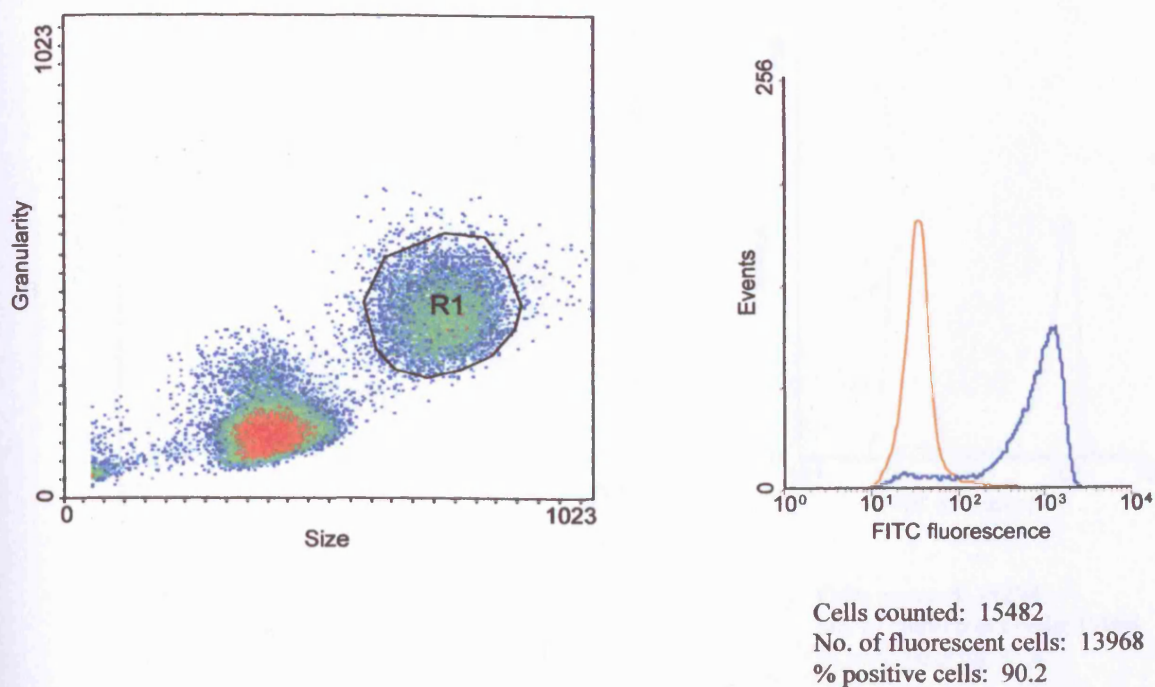 1023
Granularity
R1
0
0
1023
Size
256
Events
0
10⁰
10¹
10²
10³
10⁴
FITC fluorescence
Cells counted: 15482
No. of fluorescent cells: 13968
% positive cells: 90.2